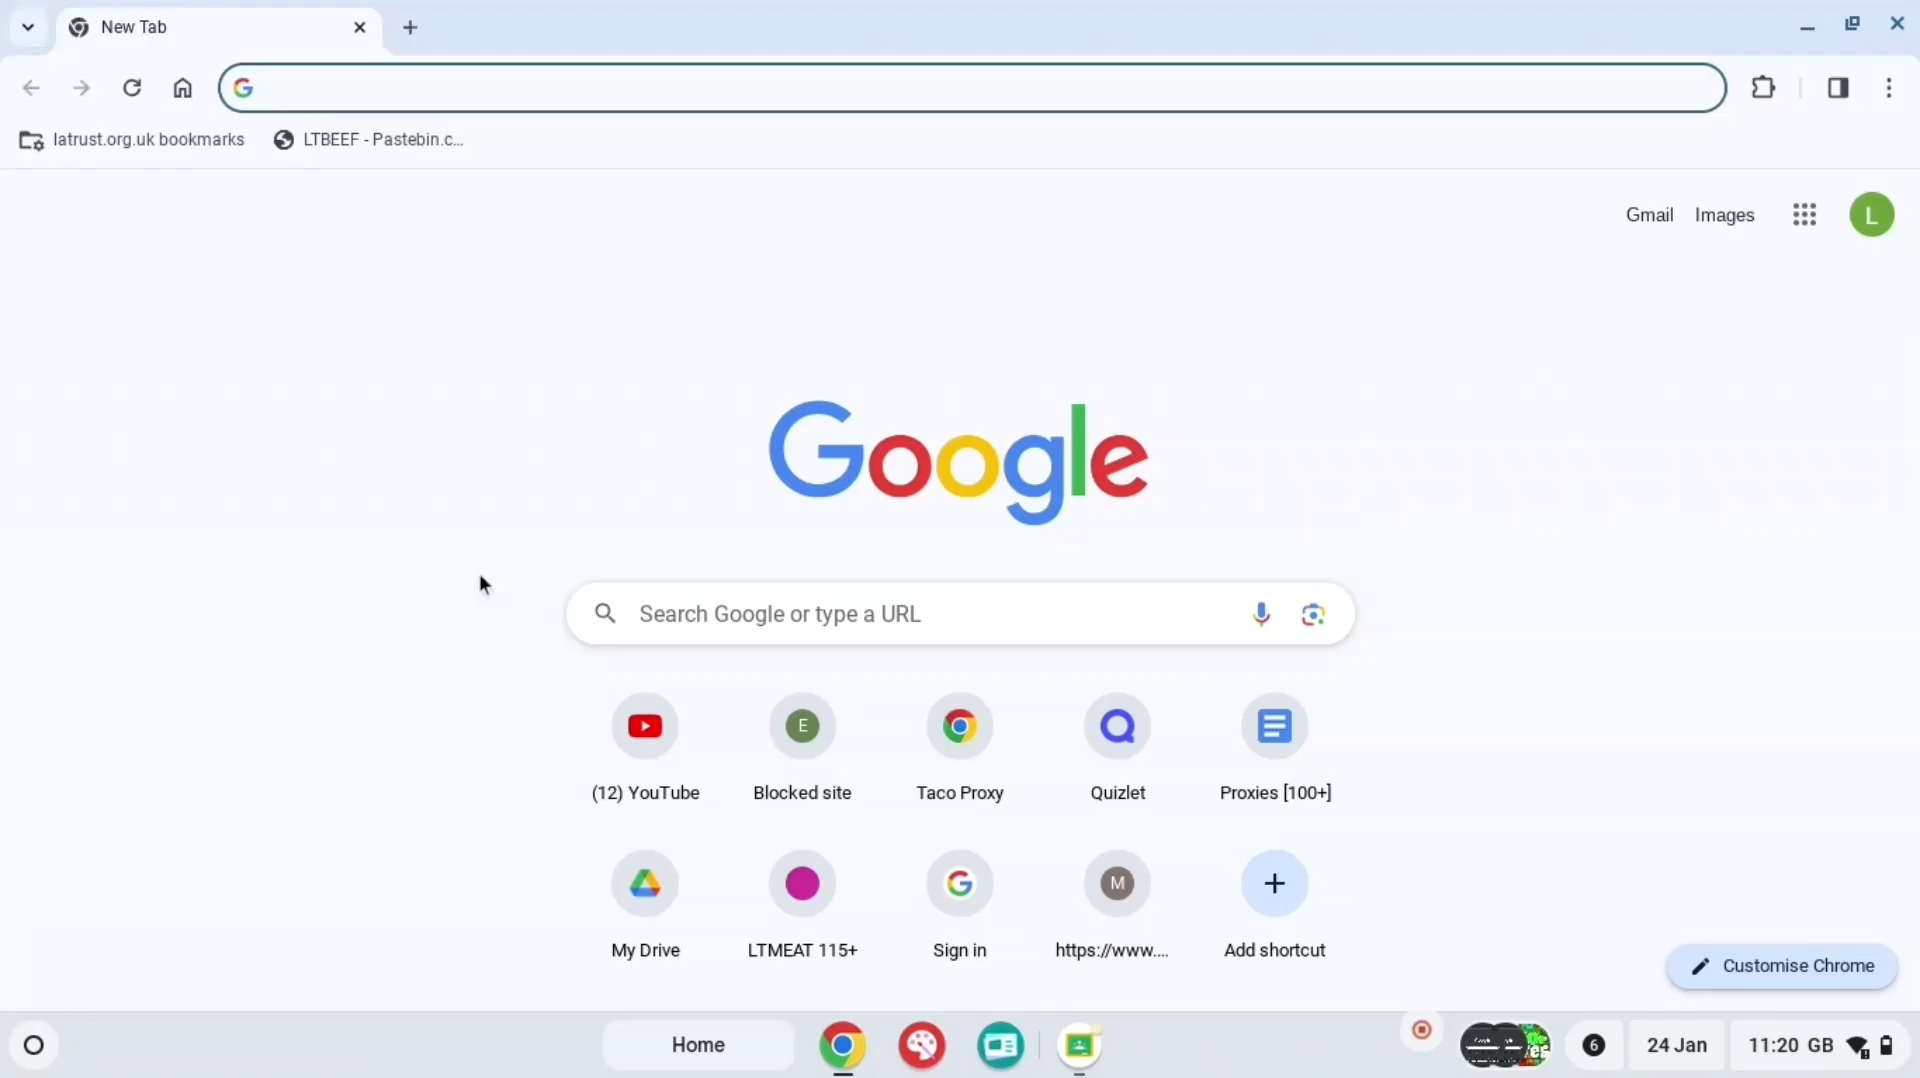 New Tab
latrust.org.uk bookmarks
LTBEEF - Pastebin.c...
Gmail Images
L
Google
Search Google or type a URL
E
(12) YouTube
Blocked site
Taco Proxy
Quizlet
Proxies [100+]
M
My Drive
LTMEAT 115+
Sign in
https://www....
Add shortcut
Customise Chrome
Home
6
24 Jan
11:20 GB